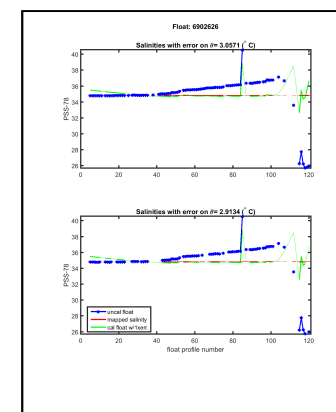 Float: 6902626
Salinities with error on θ= 3.0571 (° C)
PSS-78
40
38
36
34
32
30
28
26
0 20 40 60 80 100 120
Salinities with error on θ= 2.9134 (° C)
PSS-78
40
38
36
34
32
30
28
26
uncal float
mapped salinity
cal float w/1xerr.
0 20 40 60 80 100 120
float profile number